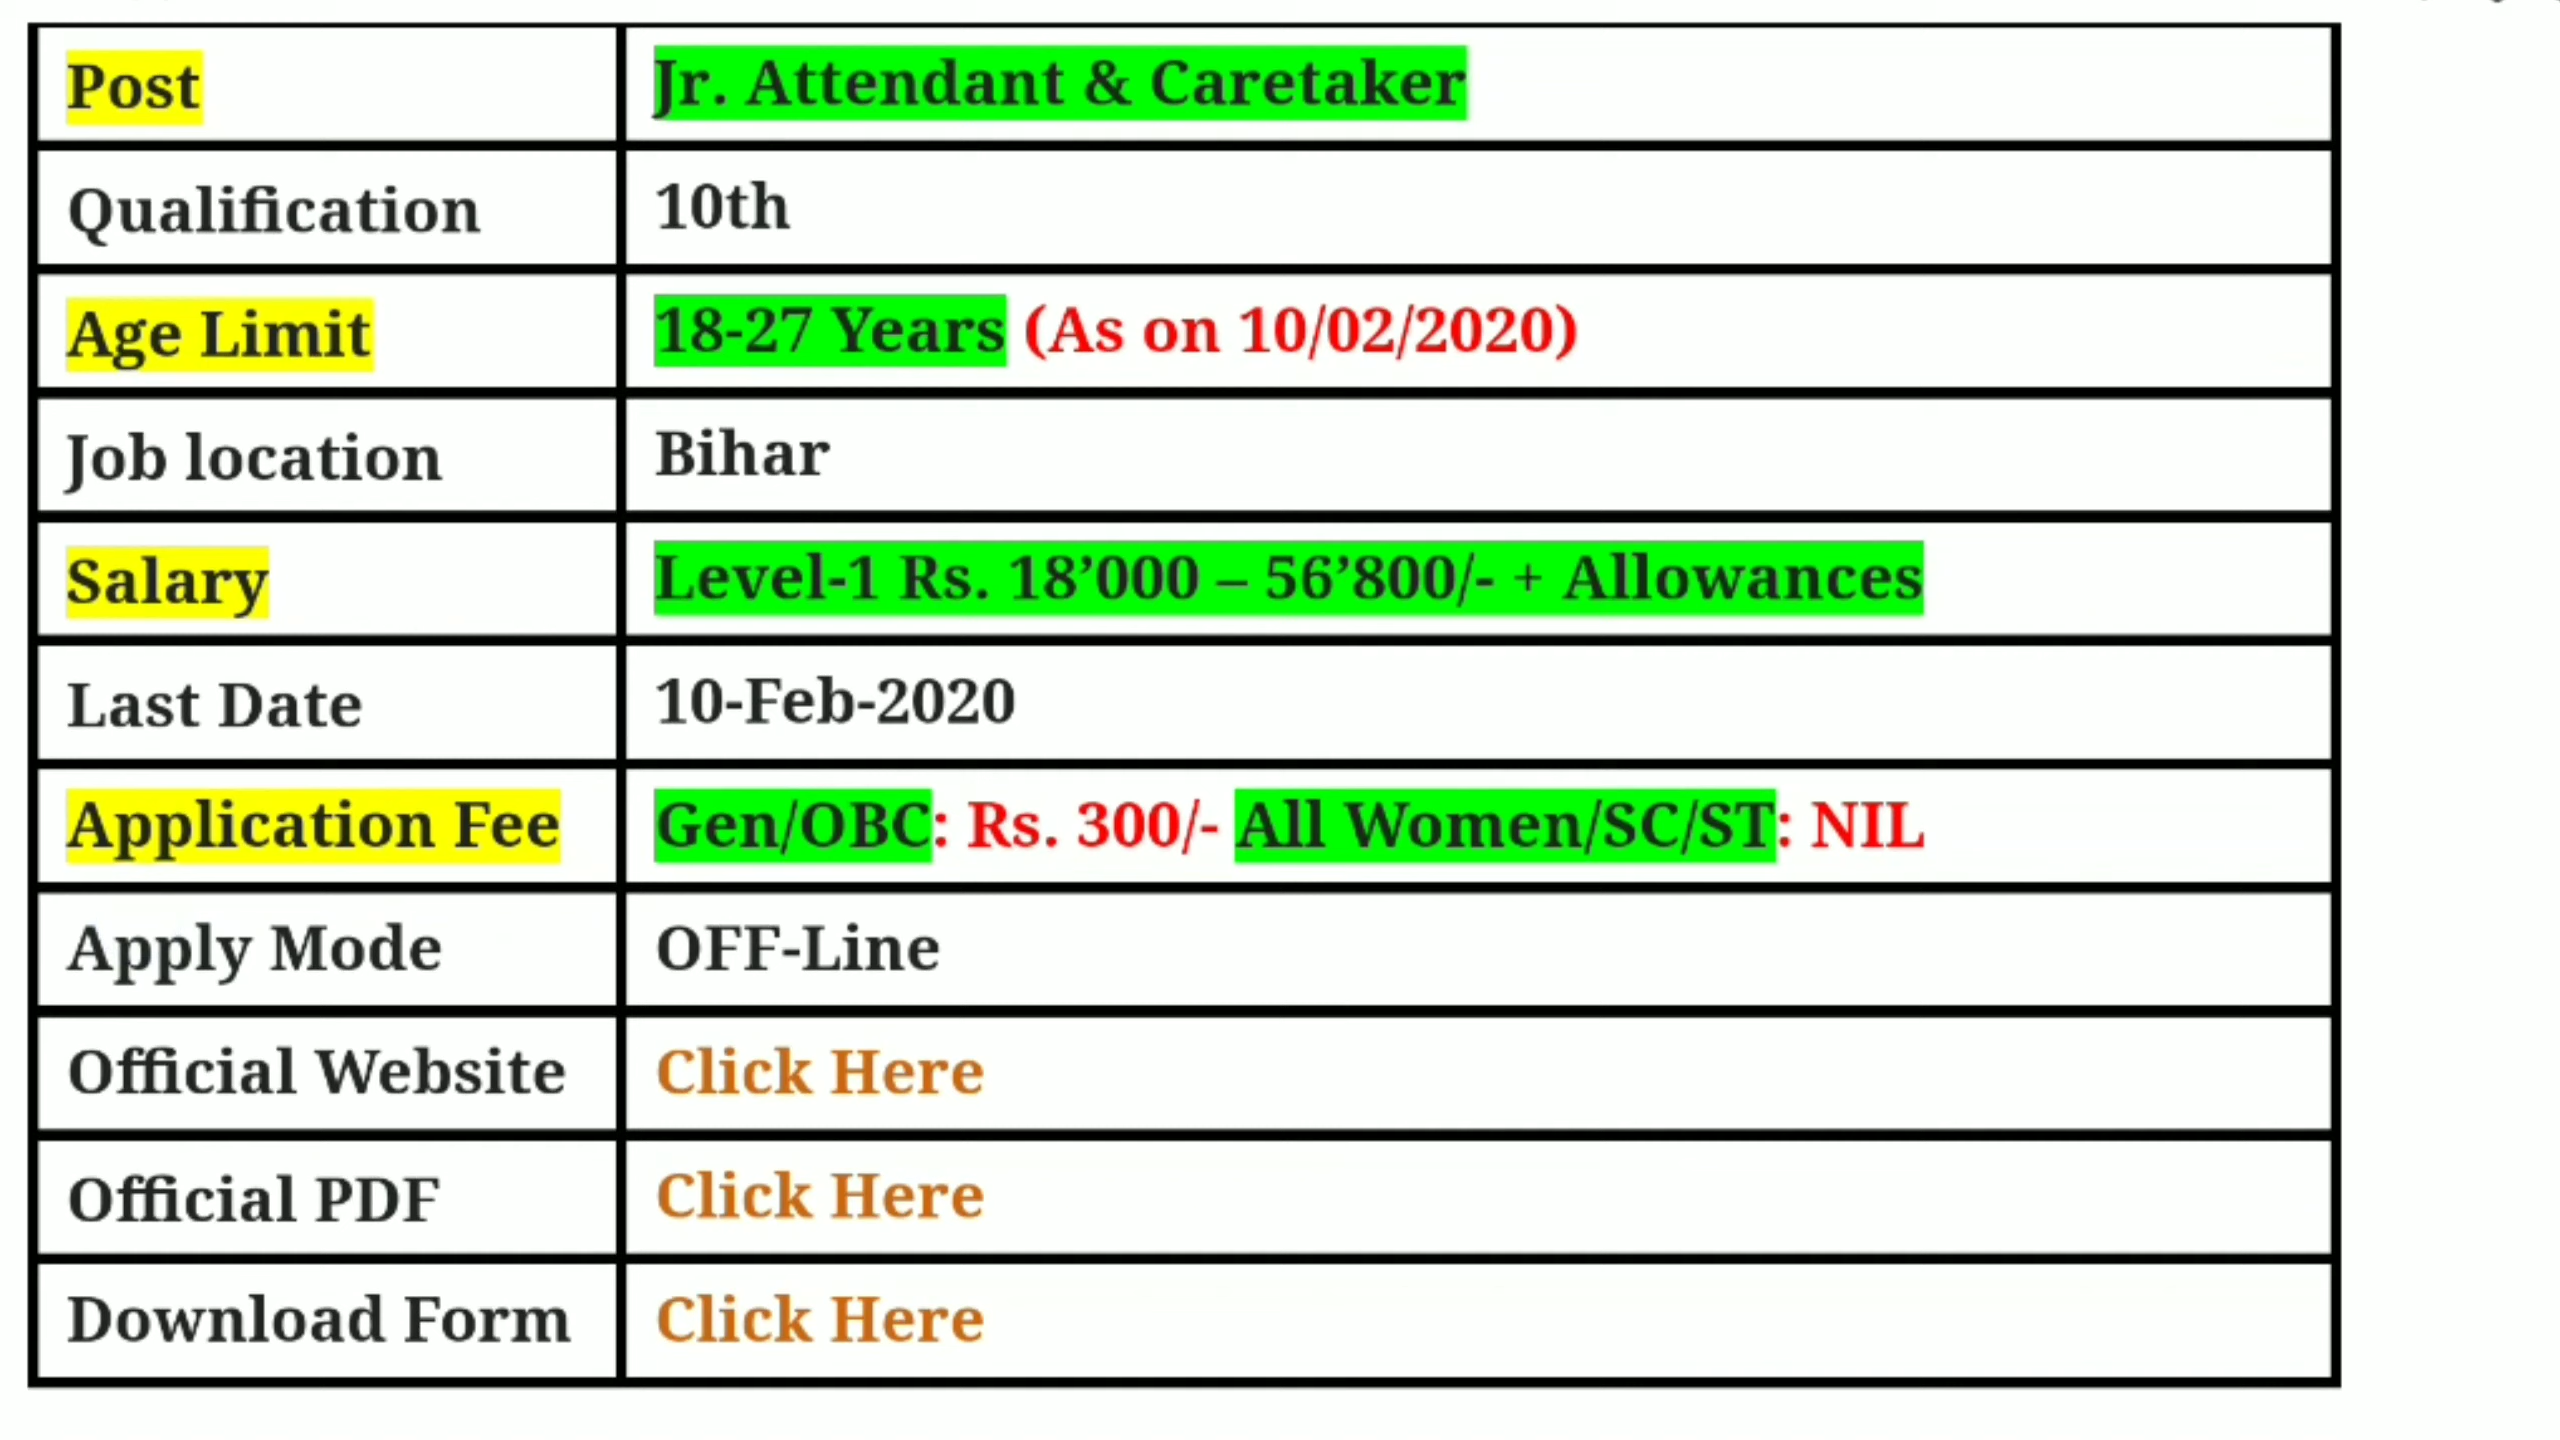 Post Jr. Attendant & Caretaker
Qualification 10th
Age Limit 18-27 Years (As on 10/02/2020)
Job location Bihar
Salary Level-1 Rs. 18’000 – 56’800/- + Allowances
Last Date 10-Feb-2020
Application Fee Gen/OBC: Rs. 300/- All Women/SC/ST: NIL
Apply Mode OFF-Line
Official Website Click Here
Official PDF Click Here
Download Form Click Here